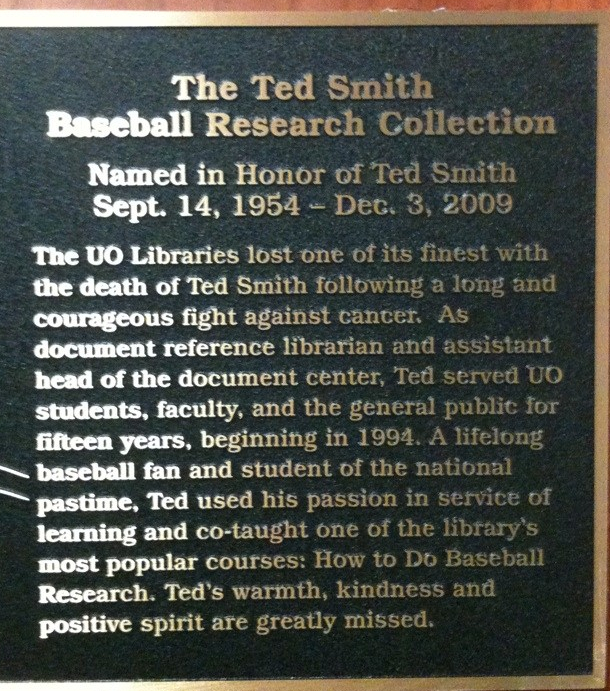 The Ted Smith
Baseball Research Collection
Named in Honor of Ted Smith
Sept. 14, 1954 – Dec. 3, 2009
The UO Libraries lost one of its finest with
the death of Ted Smith following a long and
courageous fight against cancer. As
document reference librarian and assistant
head of the document center, Ted served UO
students, faculty, and the general public for
fifteen years, beginning in 1994. A lifelong
baseball fan and student of the national
pastime, Ted used his passion in service of
learning and co-taught one of the library's
most popular courses: How to Do Baseball
Research. Ted's warmth, kindness and
positive spirit are greatly missed.